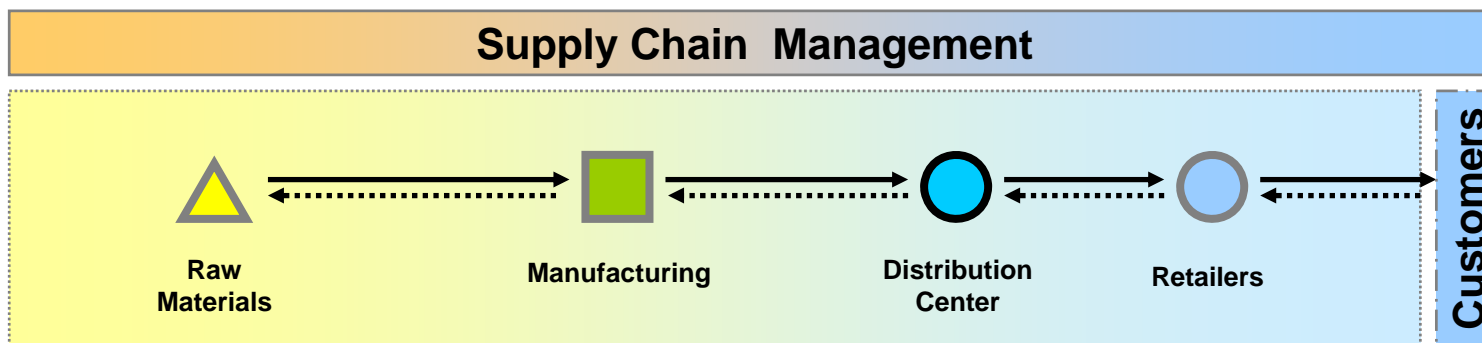 Supply Chain  Management
Raw
Materials
Manufacturing
Distribution
Center
Retailers
Customers